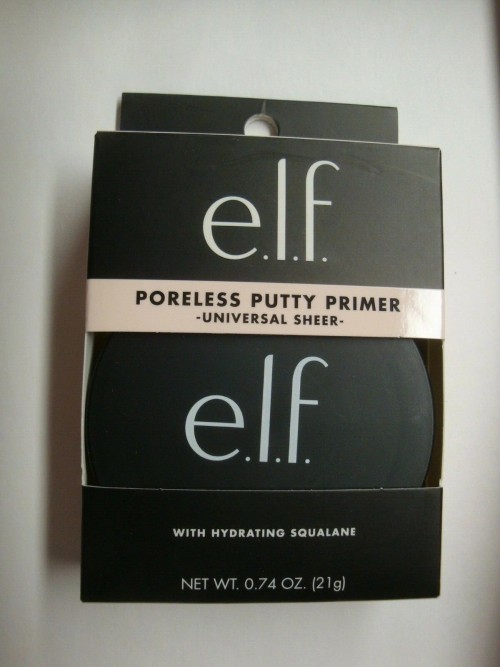 e.l.f.
PORELESS PUTTY PRIMER
-UNIVERSAL SHEER-
e.l.f.
WITH HYDRATING SQUALANE
NET WT. 0.74 OZ. (21g)